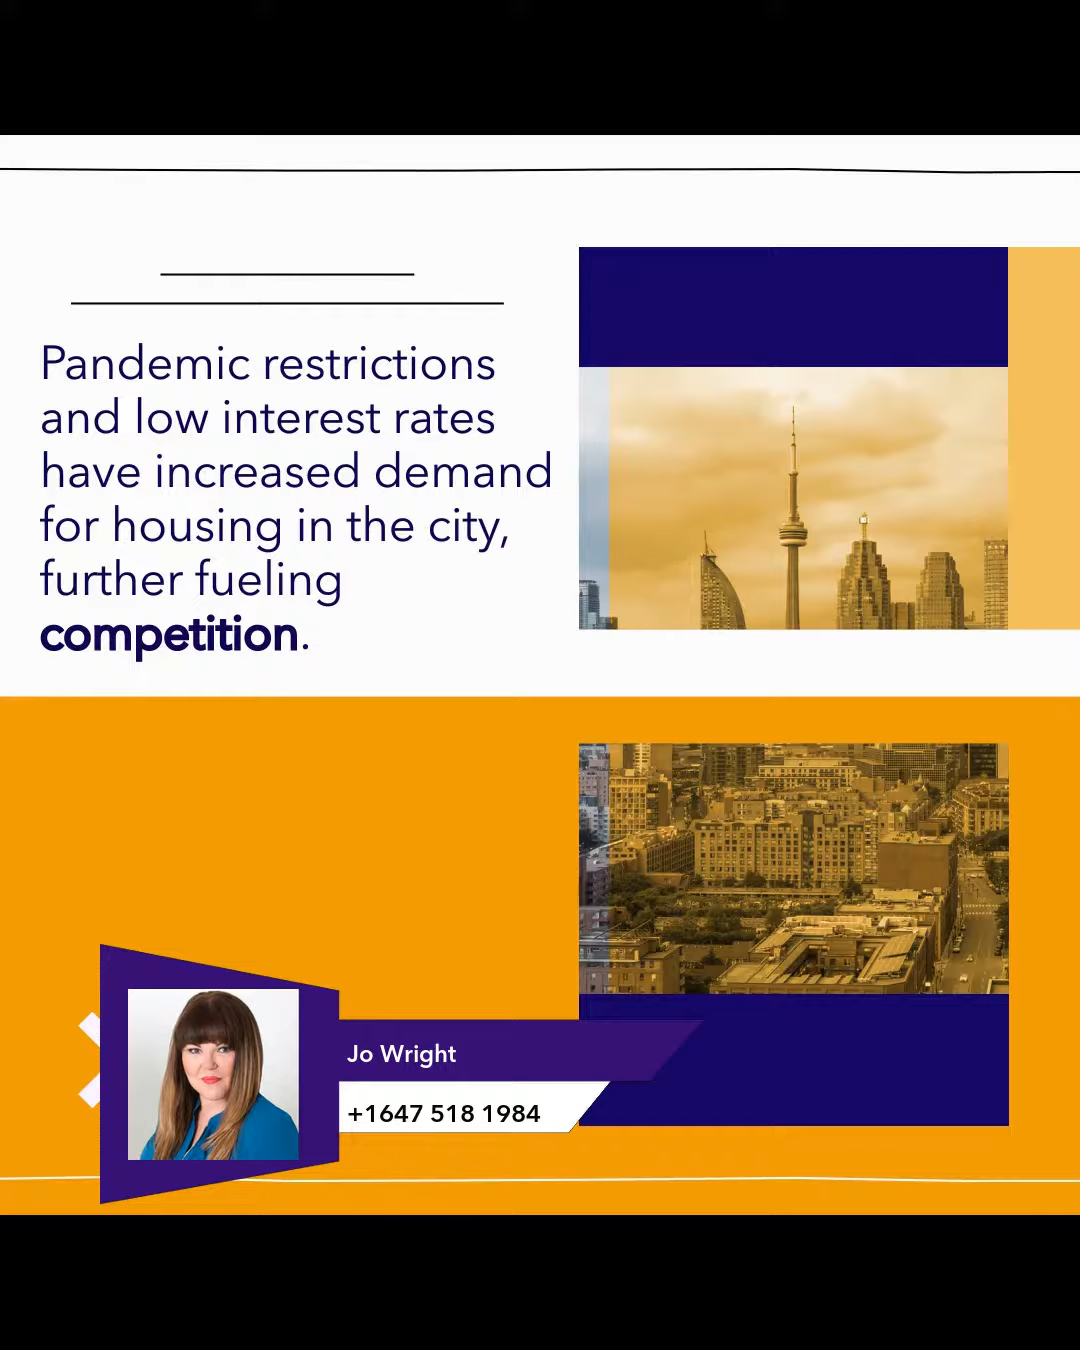 Pandemic restrictions
and low interest rates
have increased demand
for housing in the city,
further fueling
competition.
Jo Wright
+1647 518 1984